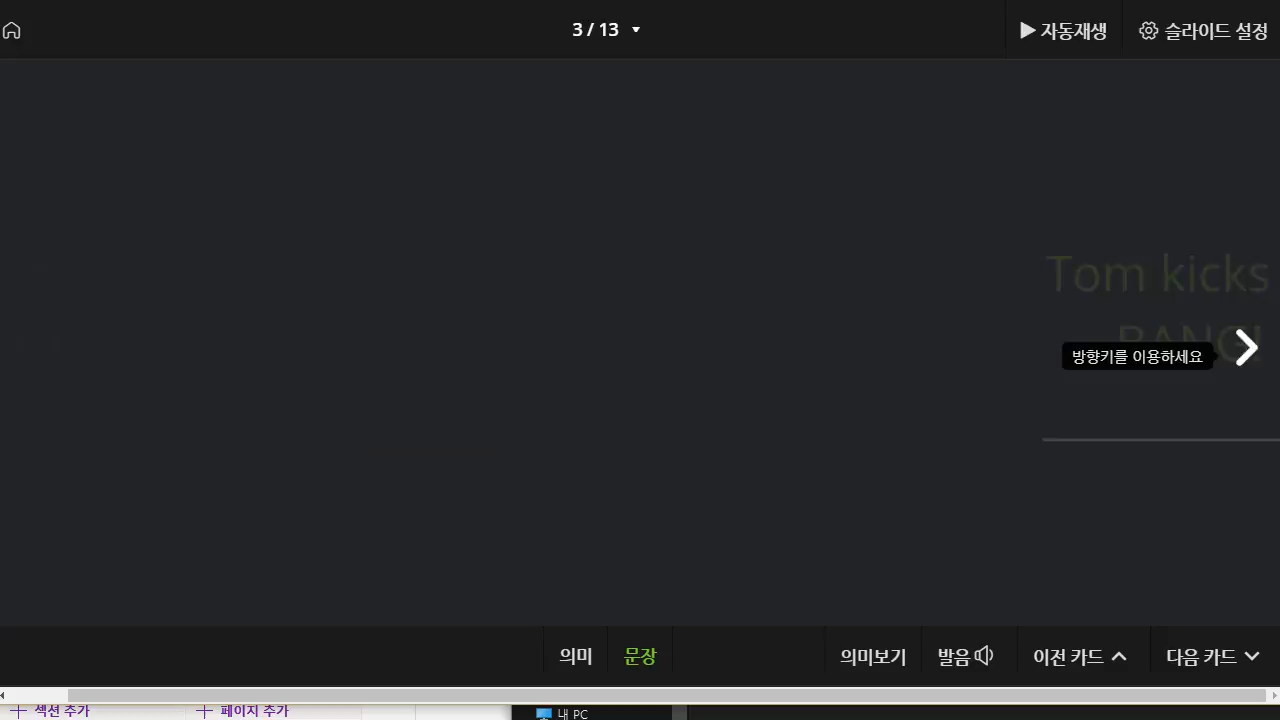 3 / 13
자동재생
슬라이드 설정
Tom kicks
BANG!
방향키를 이용하세요
의미
문장
의미보기
발음
이전 카드
다음 카드
섹션 추가
페이지 추가
내 PC